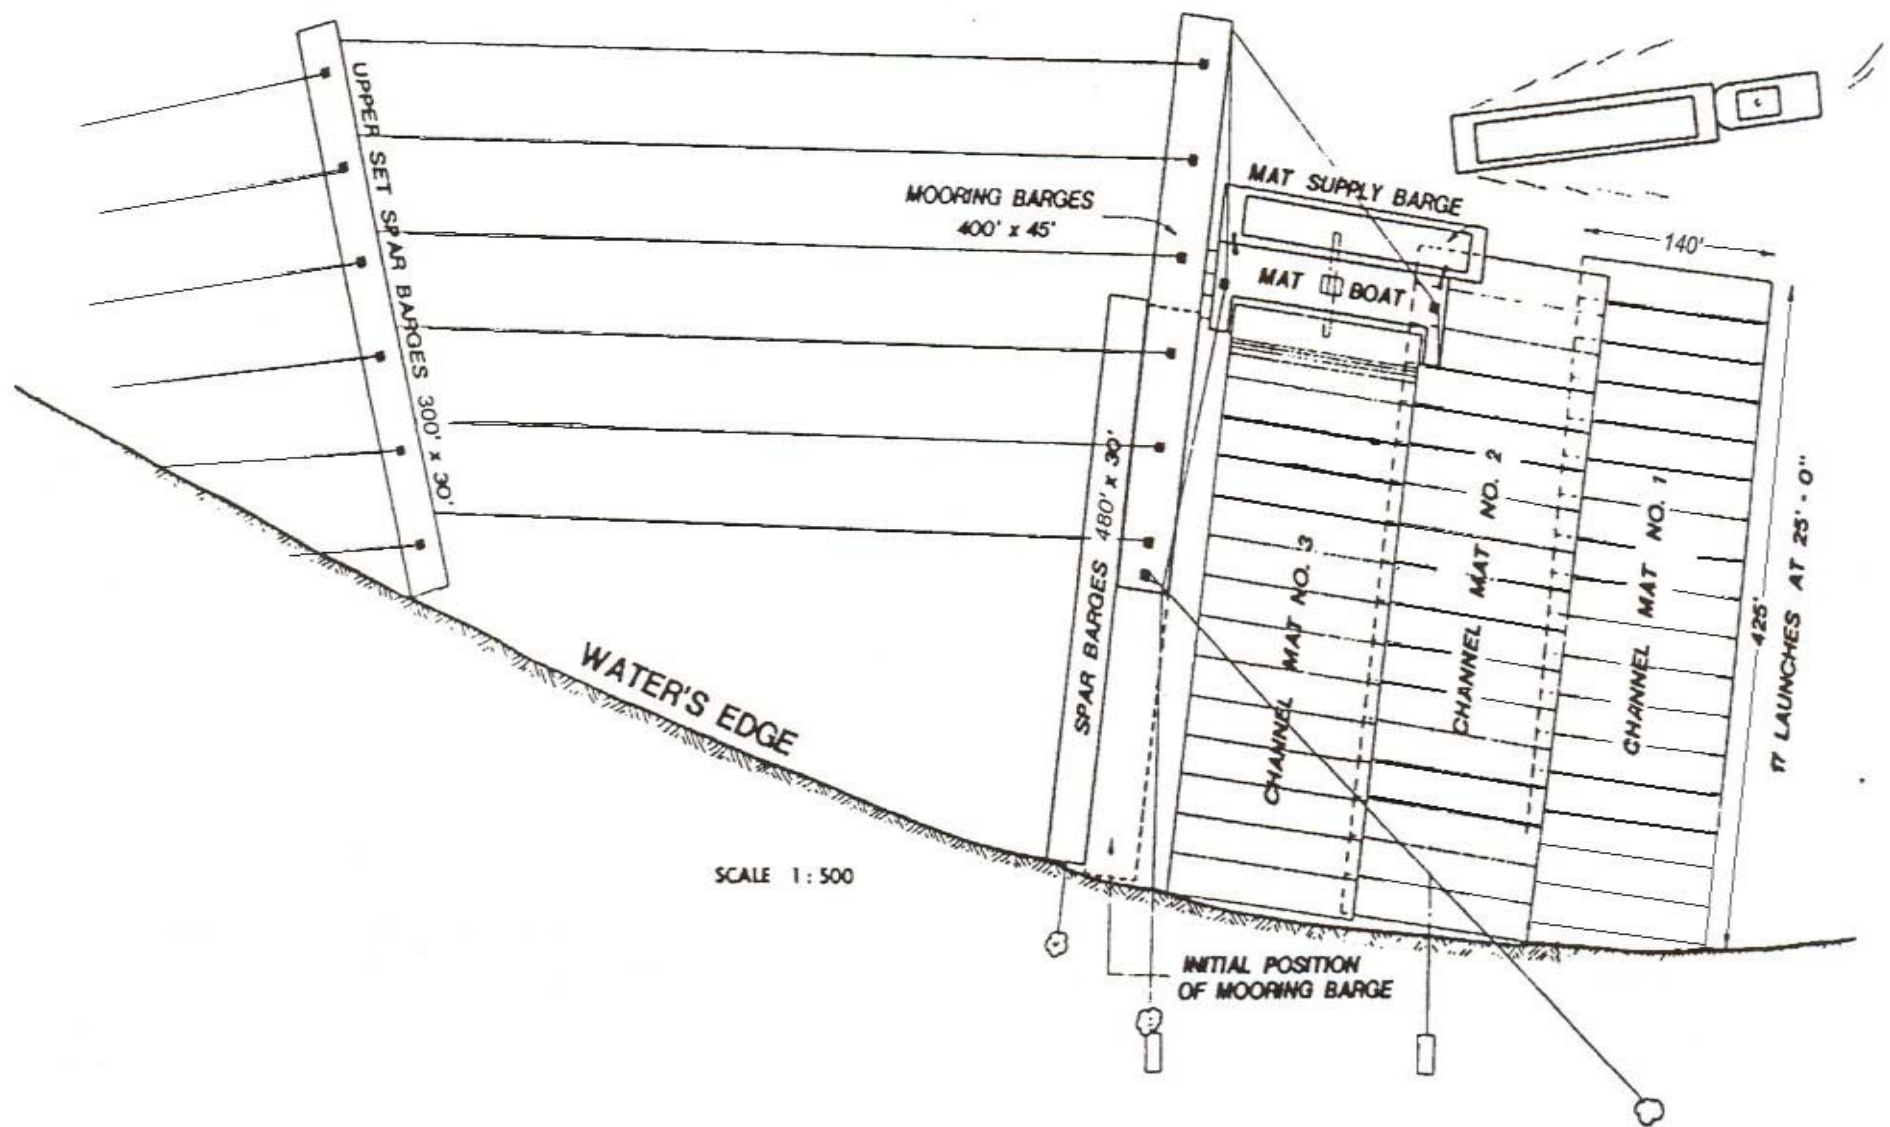 UPPER SET SPAR BARGES 300' x 30'
MOORING BARGES
400' x 45'
MAT SUPPLY BARGE
MAT BOAT
140'
SPAR BARGES 480' x 30'
CHANNEL MAT NO. 3
CHANNEL MAT NO. 2
CHANNEL MAT NO. 1
425'
17 LAUNCHES AT 25'-0"
WATER'S EDGE
SCALE 1:500
INITIAL POSITION
OF MOORING BARGE